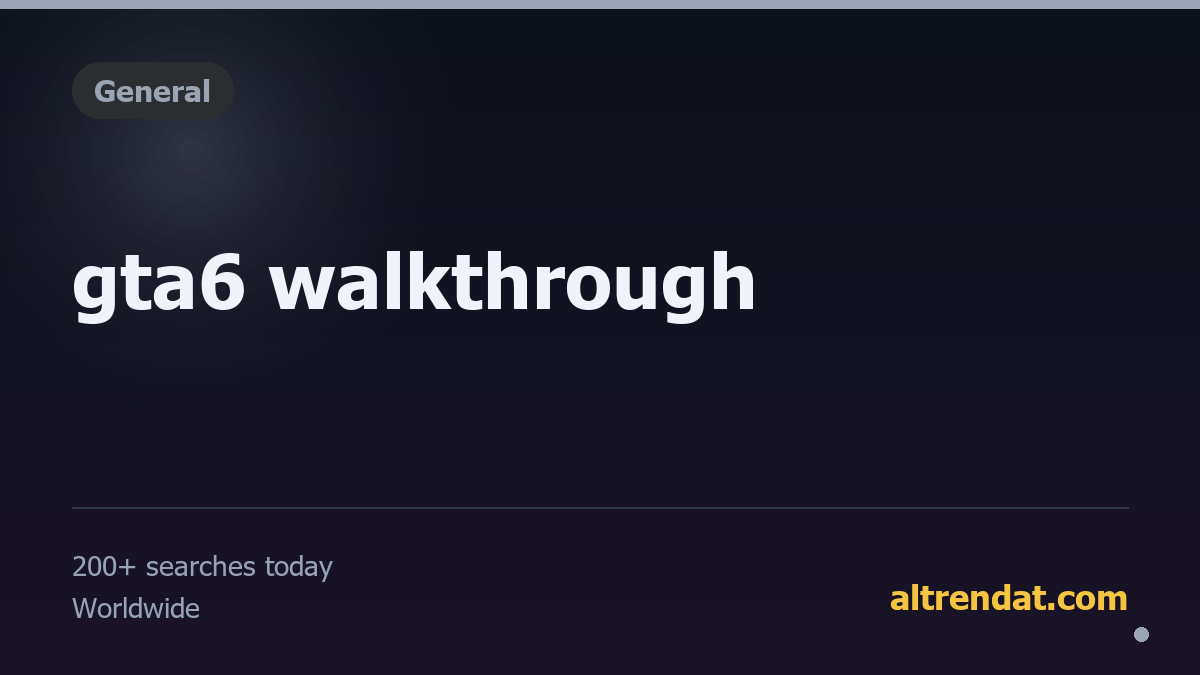 General
gta6 walkthrough
200+ searches today
Worldwide
altrendat.com